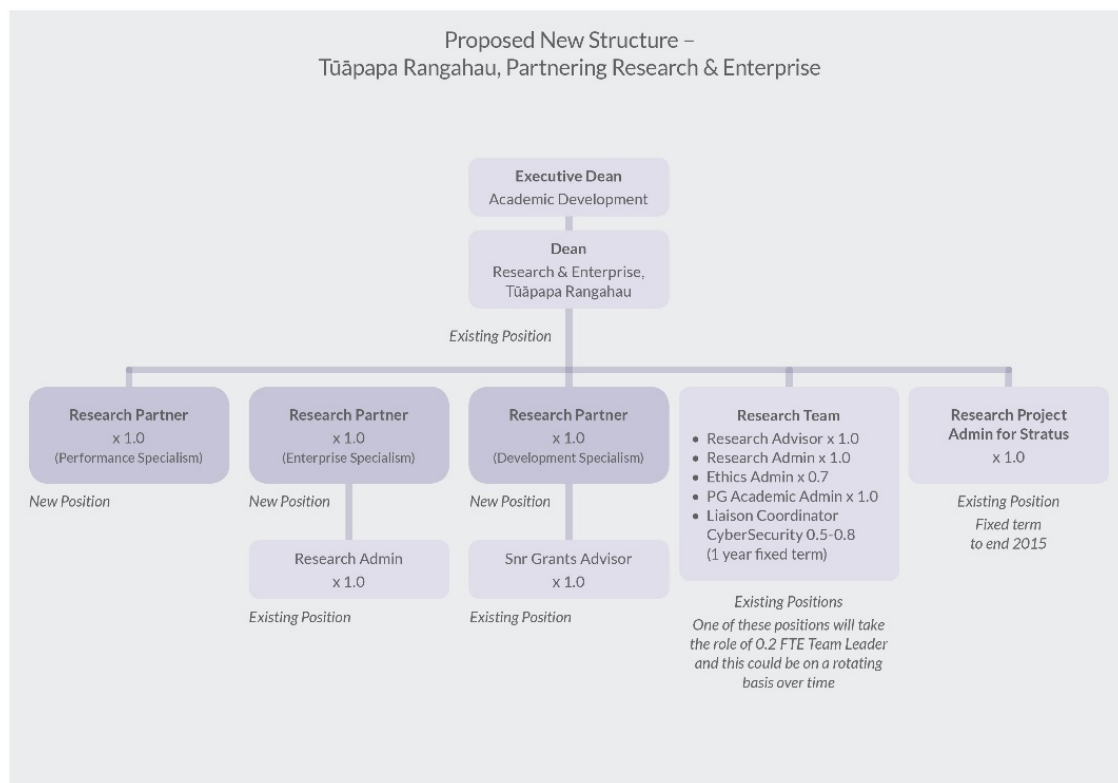 Proposed New Structure –
Tūāpapa Rangahau, Partnering Research & Enterprise
Executive Dean
Academic Development
Dean
Research & Enterprise,
Tūāpapa Rangahau
Existing Position
Research Partner
x 1.0
(Performance Specialism)
New Position
Research Partner
x 1.0
(Enterprise Specialism)
New Position
Research Admin
x 1.0
Existing Position
Research Partner
x 1.0
(Development Specialism)
New Position
Snr Grants Advisor
x 1.0
Existing Position
Research Team
• Research Advisor x 1.0
• Research Admin x 1.0
• Ethics Admin x 0.7
• PG Academic Admin x 1.0
• Liaison Coordinator
CyberSecurity 0.5-0.8
(1 year fixed term)
Existing Positions
One of these positions will take
the role of 0.2 FTE Team Leader
and this could be on a rotating
basis over time
Research Project
Admin for Stratus
x 1.0
Existing Position
Fixed term
to end 2015